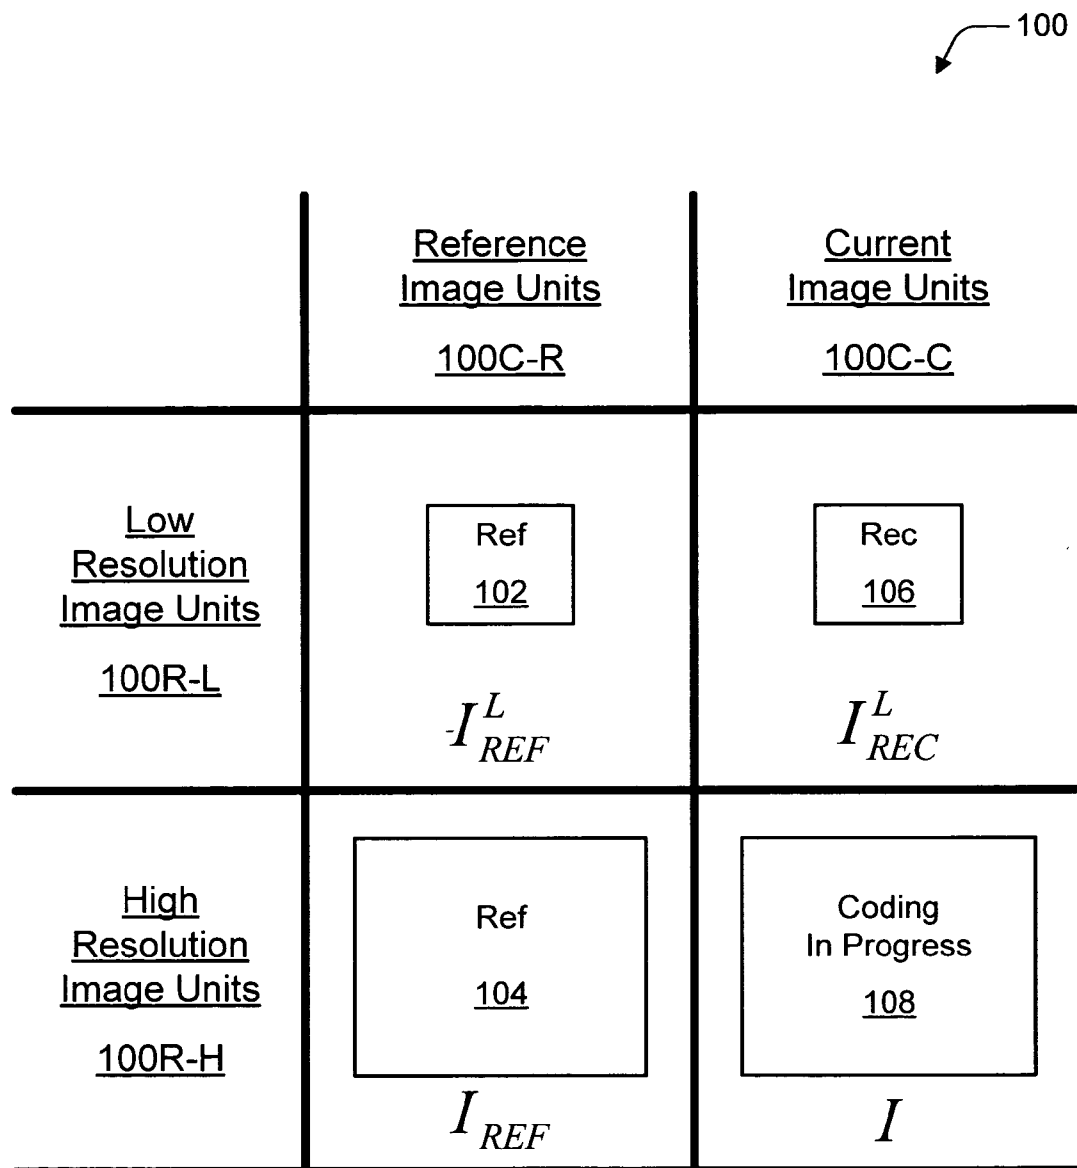 100
Reference
Image Units
100C-R
Current
Image Units
100C-C
Low
Resolution
Image Units
100R-L
Ref
102
I^L_REF
Rec
106
I^L_REC
High
Resolution
Image Units
100R-H
Ref
104
I_REF
Coding
In Progress
108
I